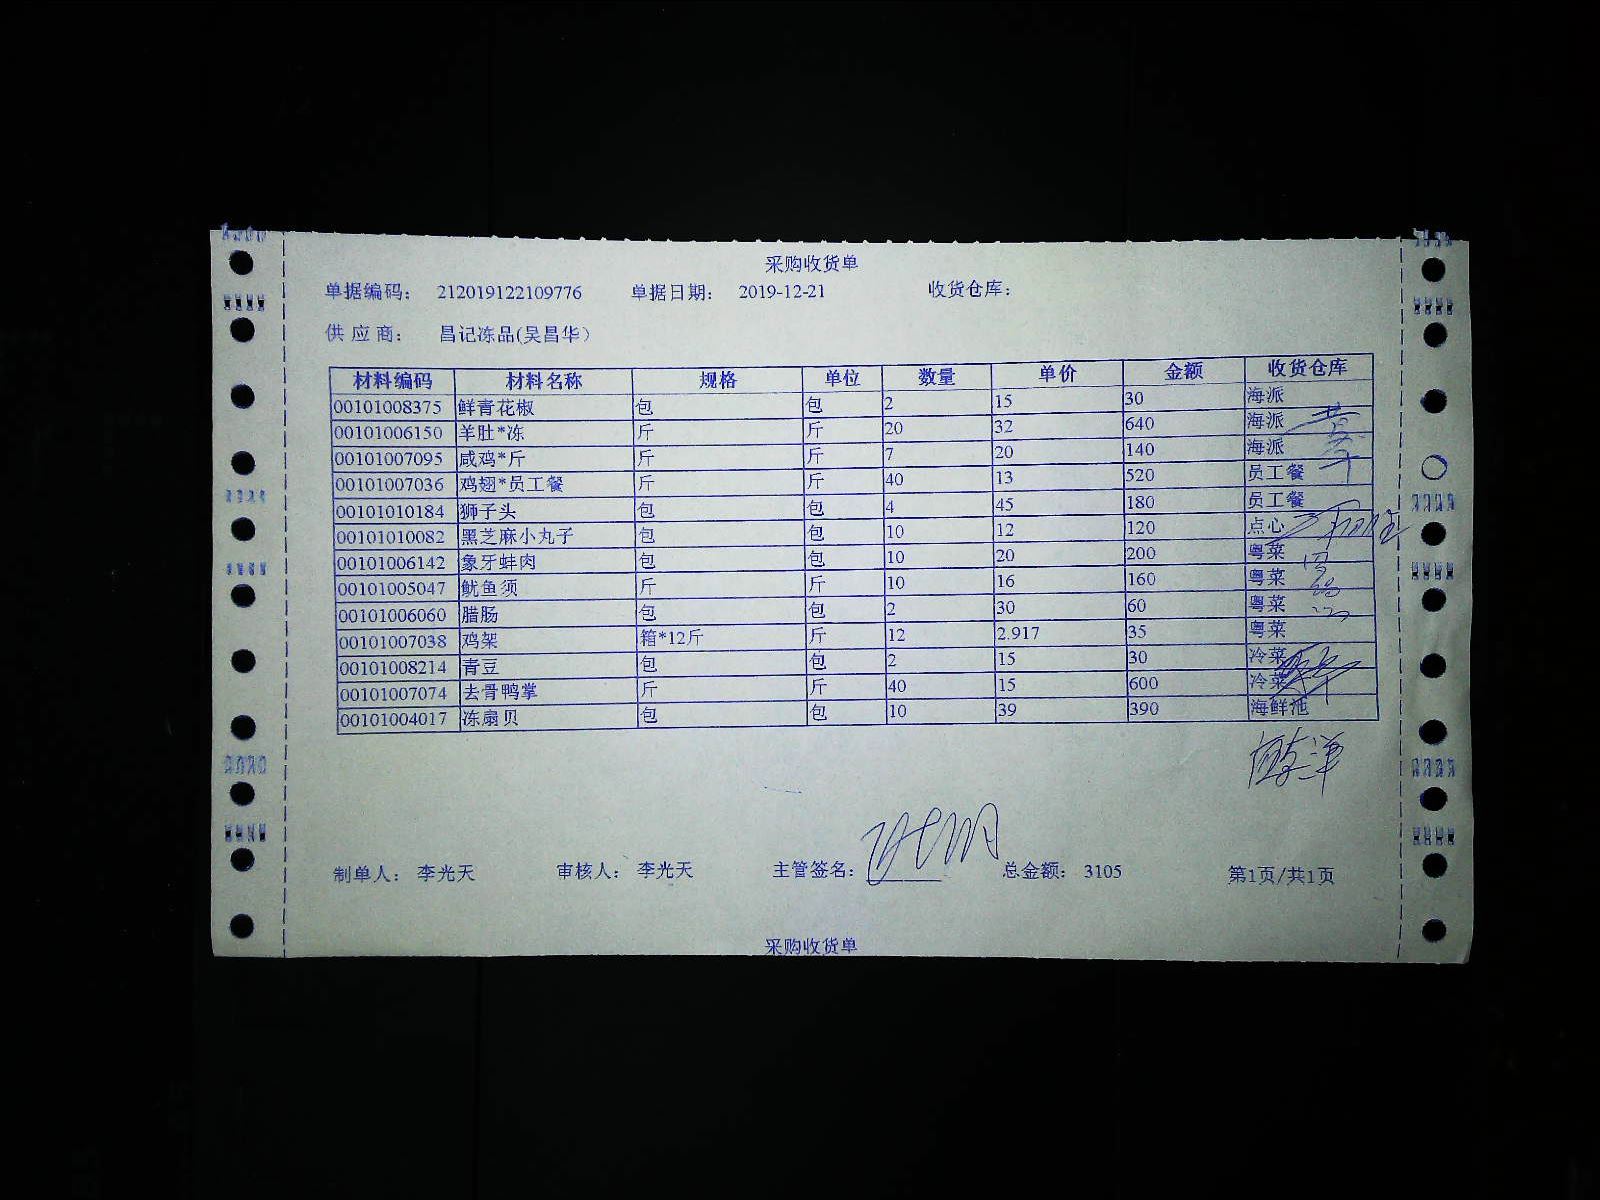 采购收货单
单据编码： 212019122109776 单据日期： 2019-12-21 收货仓库：
供 应 商： 昌记冻品(吴昌华）
材料编码 材料名称 规格 单位 数量 单价 金额 收货仓库
00101008375 鲜青花椒 包 包 2 15 30 海派
00101006150 羊肚*冻 斤 斤 20 32 640 海派
00101007095 咸鸡*斤 斤 斤 7 20 140 海派
00101007036 鸡翅*员工餐 斤 斤 40 13 520 员工餐
00101010184 狮子头 包 包 4 45 180 员工餐
00101010082 黑芝麻小丸子 包 包 10 12 120 点心
00101006142 象牙蚌肉 包 包 10 20 200 粤菜
00101005047 鱿鱼须 斤 斤 10 16 160 粤菜
00101006060 腊肠 包 包 2 30 60 粤菜
00101007038 鸡架 箱*12斤 斤 12 2.917 35 粤菜
00101008214 青豆 包 包 2 15 30 冷菜
00101007074 去骨鸭掌 斤 斤 40 15 600 冷菜
00101004017 冻扇贝 包 包 10 39 390 海鲜池
制单人： 李光天 审核人： 李光天 主管签名： 总金额： 3105 第1页/共1页
采购收货单